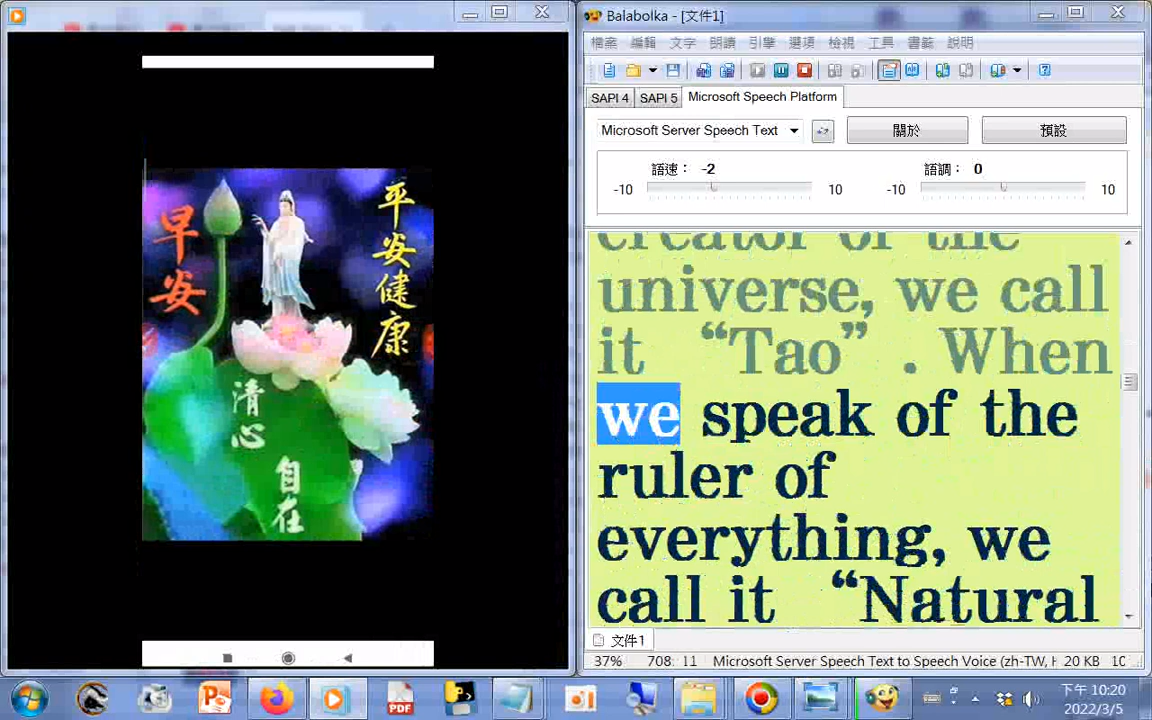 早安
平安健康
清心
自在
Balabolka - [文件1]
檔案 編輯 文字 朗讀 引擎 選項 檢視 工具 書籤 說明
SAPI 4 SAPI 5 Microsoft Speech Platform
Microsoft Server Speech Text 關於 預設
語速： -2 語調： 0
-10 10 -10 10
creator of the
universe, we call
it “Tao” . When
we speak of the
ruler of
everything, we
call it “Natural
文件1
37% 708: 11 Microsoft Server Speech Text to Speech Voice (zh-TW, H 20 KB 10
PDF
下午 10:20
2022/3/5